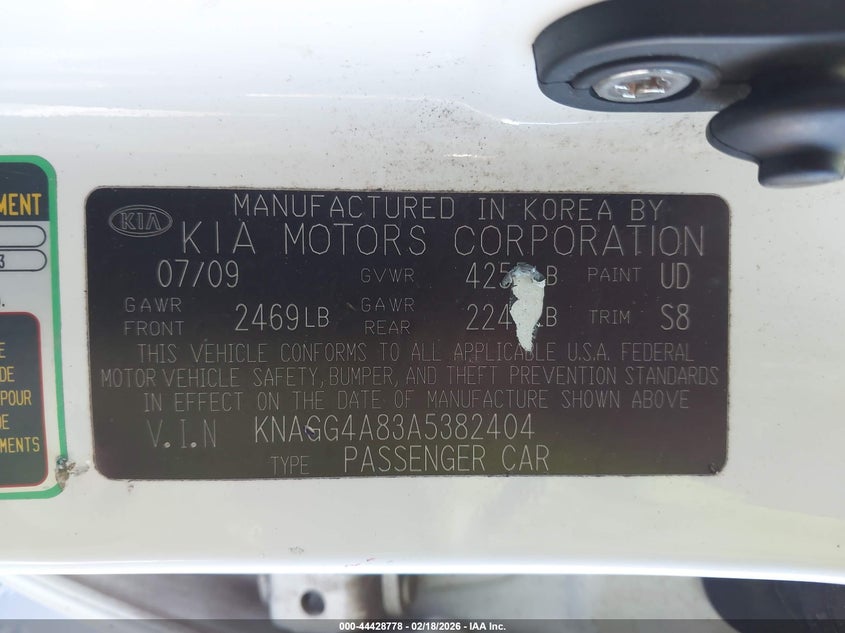 MENT
3
DE
POUR
DE
MENTS
KIA
MANUFACTURED IN KOREA BY
KIA MOTORS CORPORATION
07/09 GVWR PAINT UD
GAWR FRONT 2469LB GAWR REAR TRIM S8
THIS VEHICLE CONFORMS TO ALL APPLICABLE U.S.A. FEDERAL
MOTOR VEHICLE SAFETY, BUMPER, AND THEFT PREVENTION STANDARDS
IN EFFECT ON THE DATE OF MANUFACTURE SHOWN ABOVE
V.I.N KNAGG4A83A5382404
TYPE PASSENGER CAR
000-44428778 - 02/18/2026 - IAA Inc.